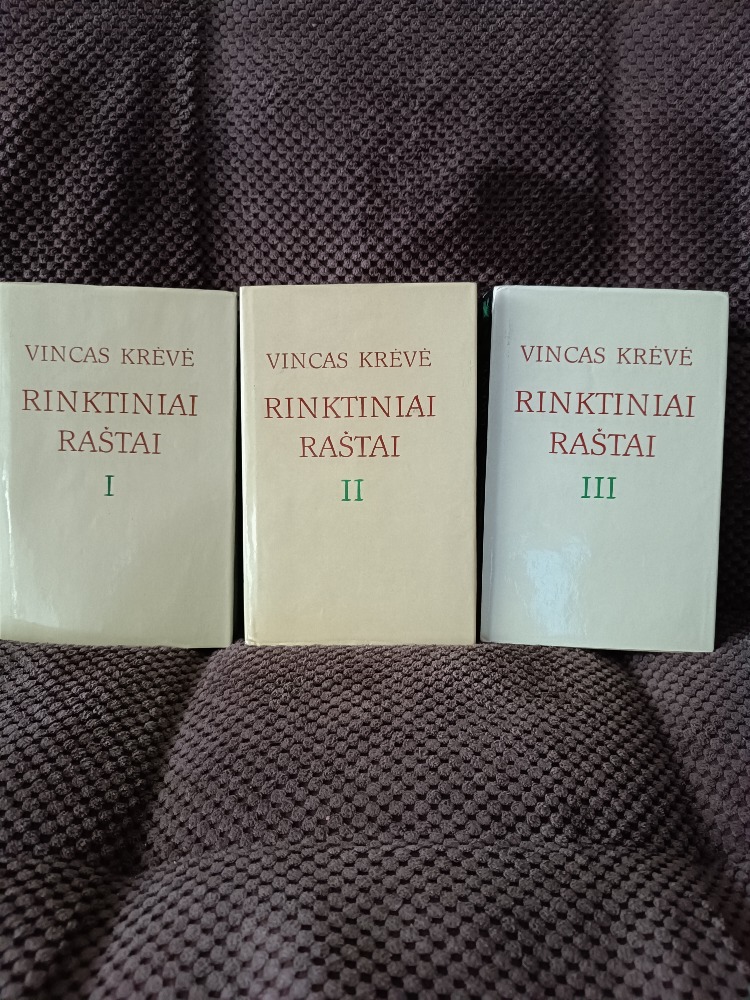 VINCAS KRĖVĖ
RINKTINIAI
RAŠTAI
I
VINCAS KRĖVĖ
RINKTINIAI
RAŠTAI
II
VINCAS KRĖVĖ
RINKTINIAI
RAŠTAI
III